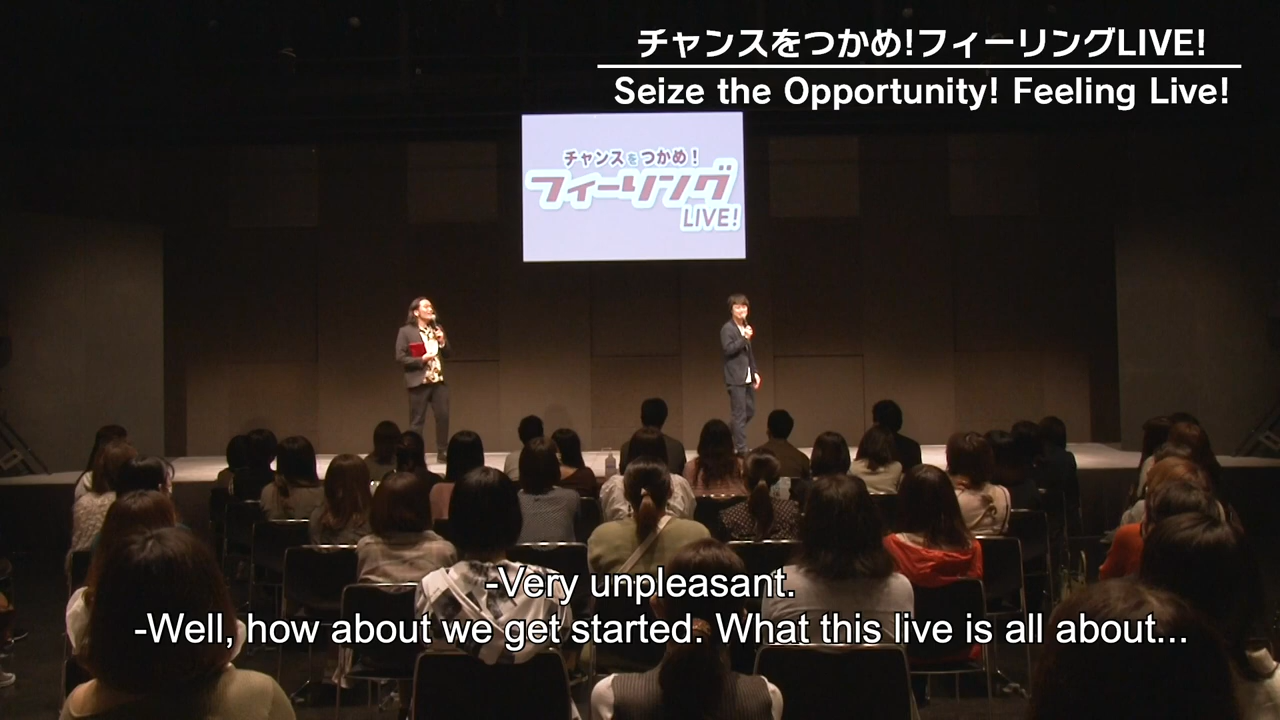 チャンスをつかめ!フィーリングLIVE!
Seize the Opportunity! Feeling Live!
チャンスをつかめ!
フィーリング
LIVE!
-Very unpleasant.
-Well, how about we get started. What this live is all about...